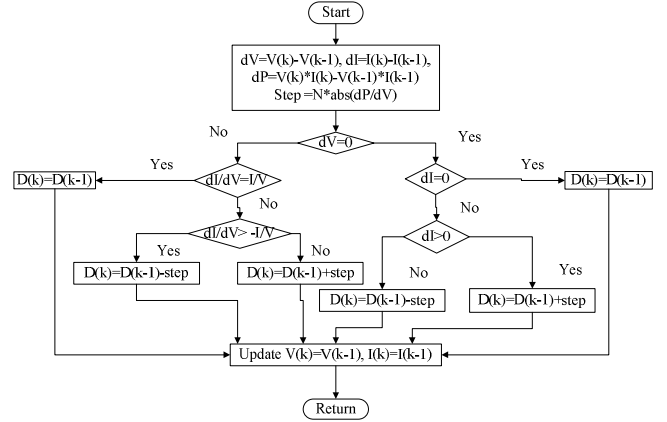 Start
dV=V(k)-V(k-1), dI=I(k)-I(k-1),
dP=V(k)*I(k)-V(k-1)*I(k-1)
Step =N*abs(dP/dV)
No
dV=0
Yes
Yes
dI/dV=I/V
dI=0
Yes
D(k)=D(k-1)
D(k)=D(k-1)
No
No
dI/dV> -I/V
dI>0
Yes
No
No
Yes
D(k)=D(k-1)-step
D(k)=D(k-1)+step
D(k)=D(k-1)-step
D(k)=D(k-1)+step
Update V(k)=V(k-1), I(k)=I(k-1)
Return